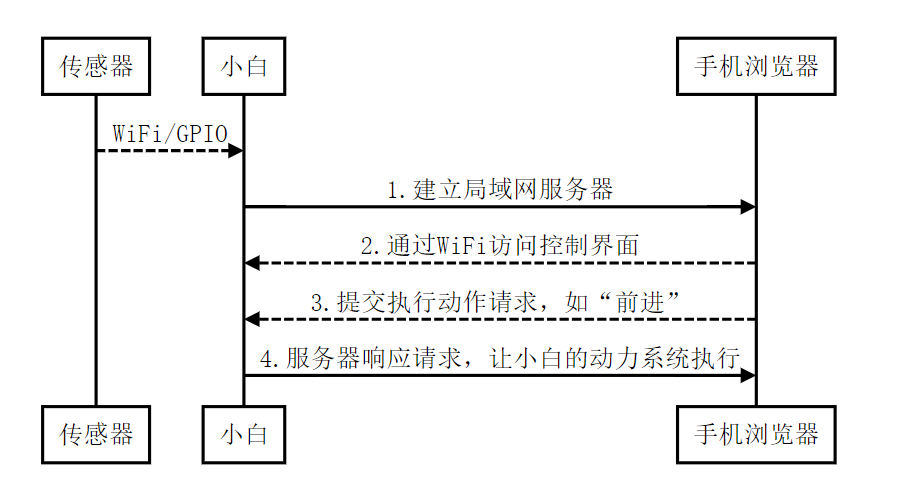 传感器
小白
手机浏览器
WiFi/GPIO
1.建立局域网服务器
2.通过WiFi访问控制界面
3.提交执行动作请求，如“前进”
4.服务器响应请求，让小白的动力系统执行
传感器
小白
手机浏览器